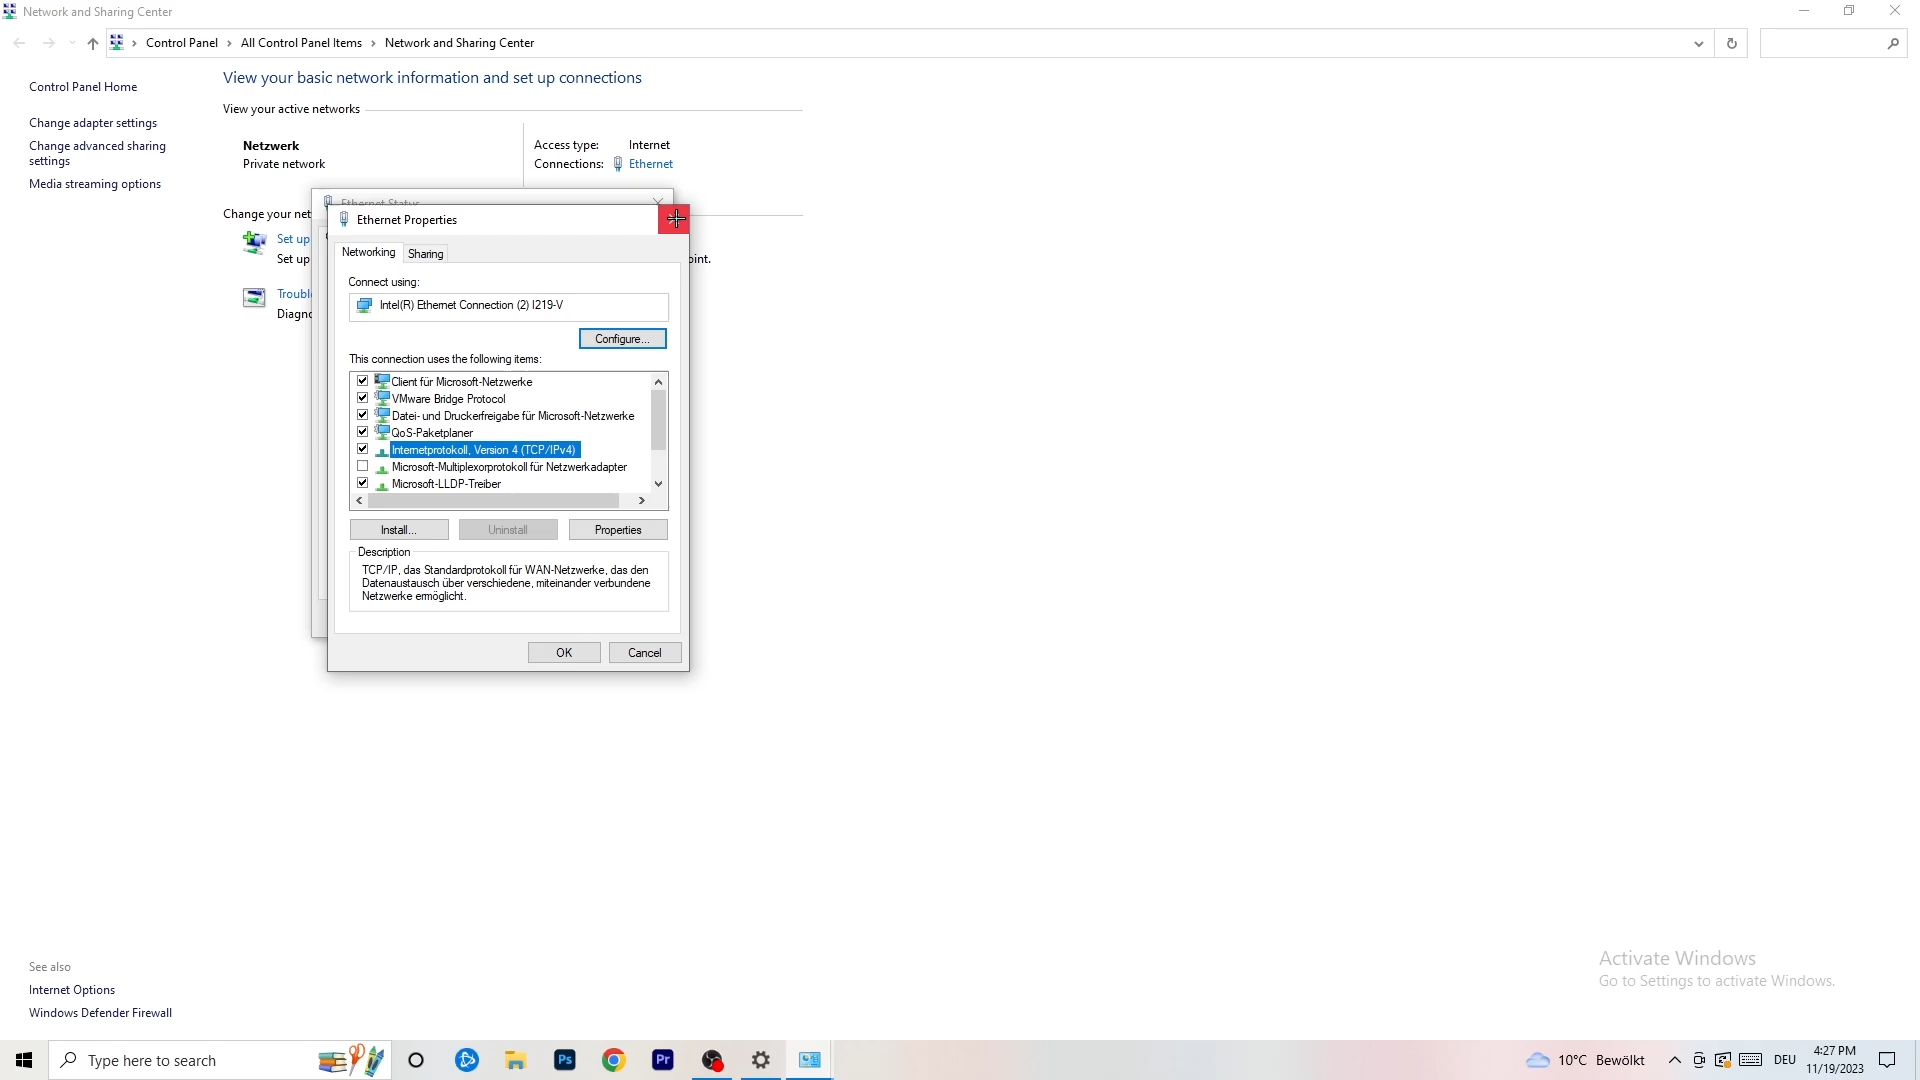 Network and Sharing Center
Control Panel > All Control Panel Items > Network and Sharing Center
Control Panel Home
Change adapter settings
Change advanced sharing
settings
Media streaming options
View your basic network information and set up connections
View your active networks
Netzwerk
Private network
Access type: Internet
Connections: Ethernet
Change your net
Set up
Set up
oint.
Troubl
Diagno
Ethernet Status
Ethernet Properties
Networking
Sharing
Connect using:
Intel(R) Ethernet Connection (2) I219-V
Configure...
This connection uses the following items:
Client für Microsoft-Netzwerke
VMware Bridge Protocol
Datei- und Druckerfreigabe für Microsoft-Netzwerke
QoS-Paketplaner
Internetprotokoll, Version 4 (TCP/IPv4)
Microsoft-Multiplexorprotokoll für Netzwerkadapter
Microsoft-LLDP-Treiber
Install...
Uninstall
Properties
Description
TCP/IP, das Standardprotokoll für WAN-Netzwerke, das den
Datenaustausch über verschiedene, miteinander verbundene
Netzwerke ermöglicht.
OK
Cancel
See also
Internet Options
Windows Defender Firewall
Activate Windows
Go to Settings to activate Windows.
Type here to search
Ps
Pr
10°C Bewölkt
DEU
4:27 PM
11/19/2023